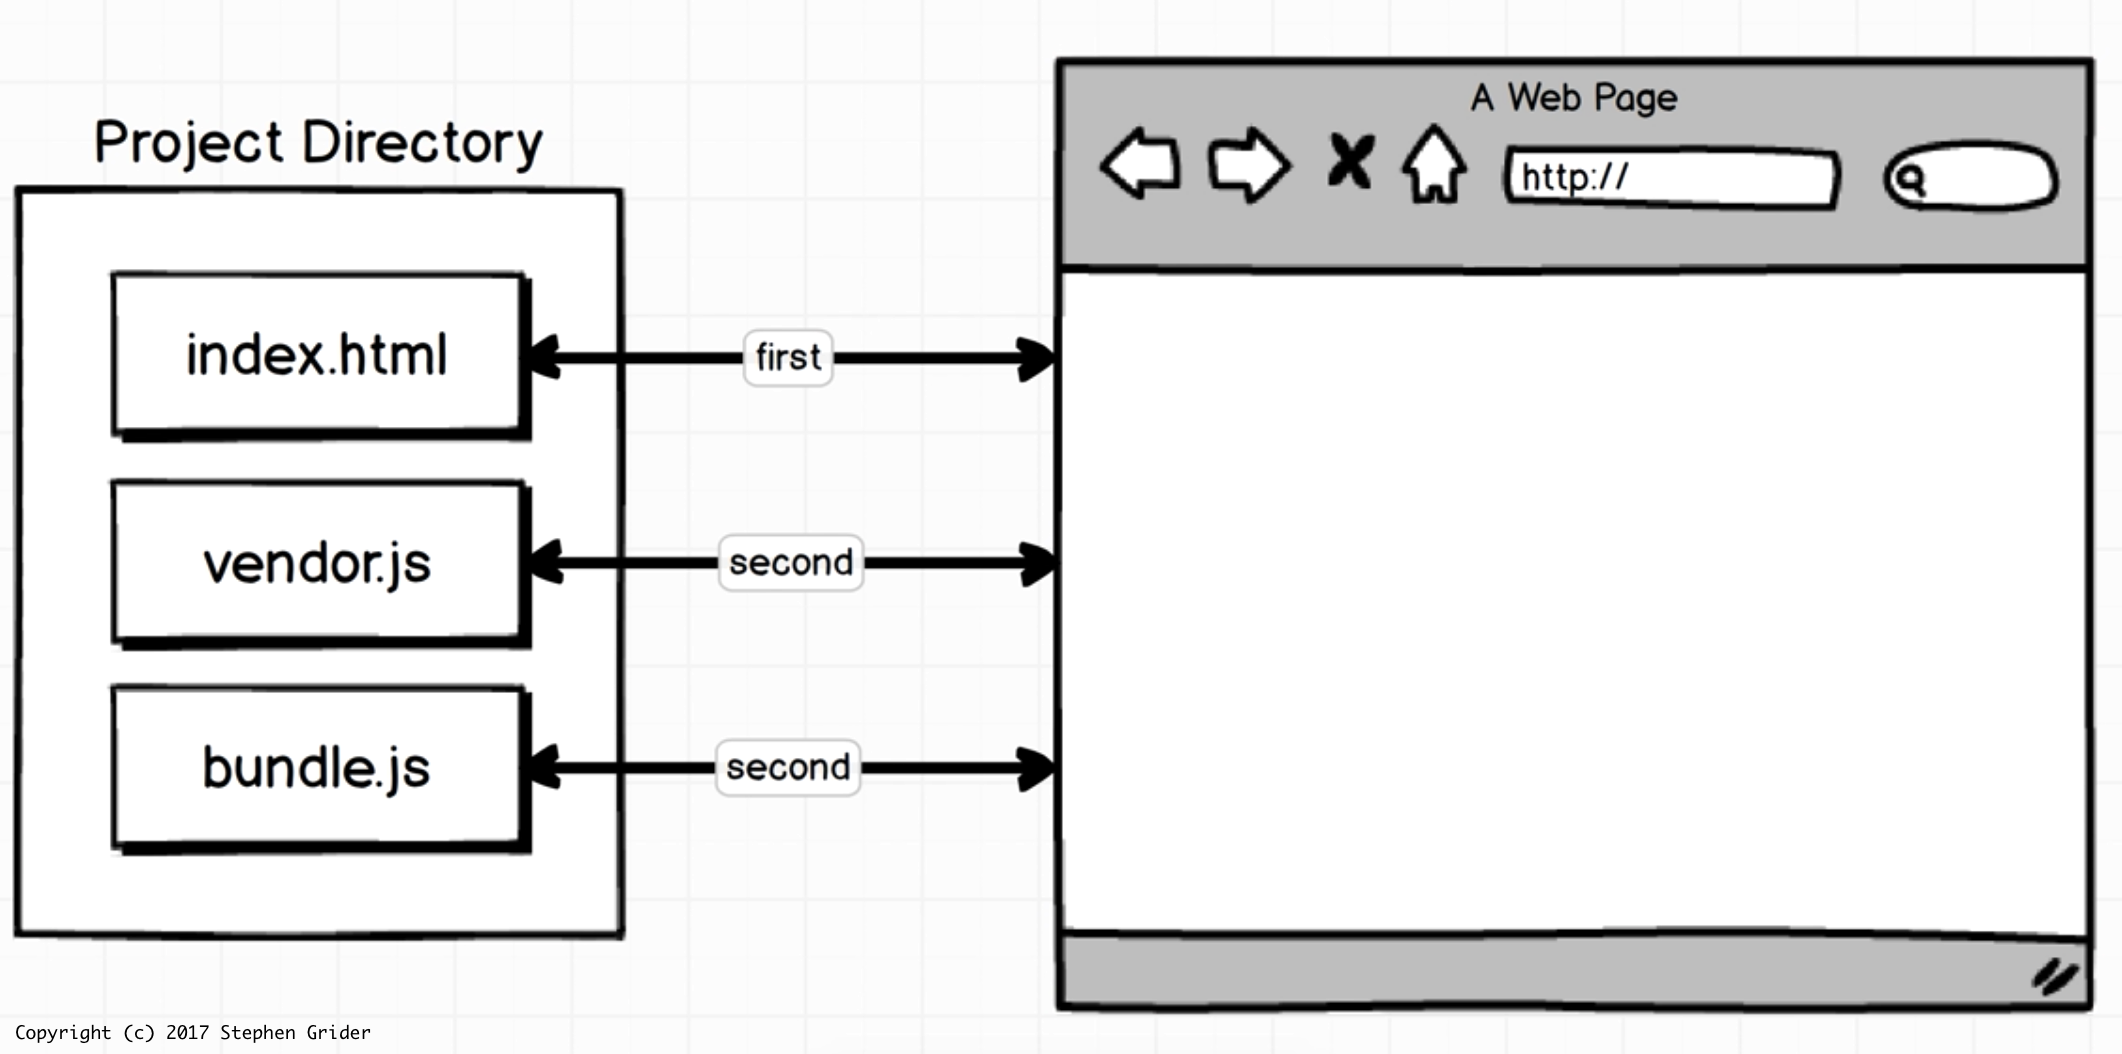 Project Directory
index.html
vendor.js
bundle.js
first
second
second
A Web Page
http://
Copyright (c) 2017 Stephen Grider